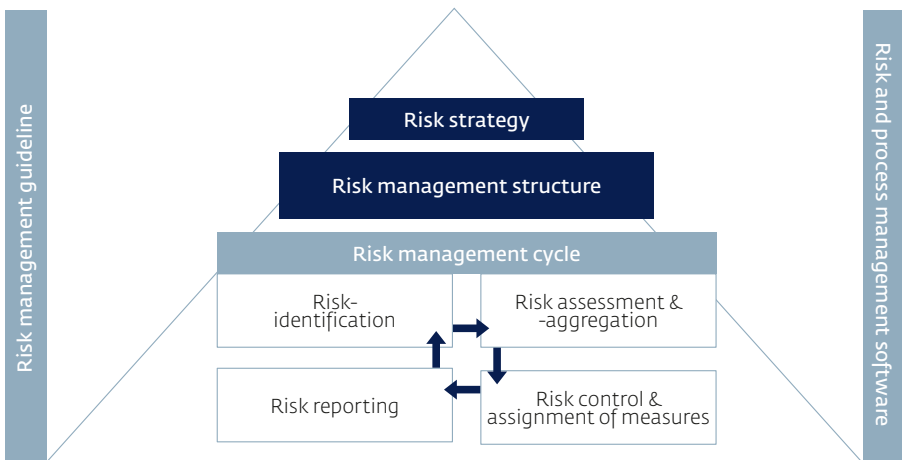 Risk management guideline
Risk strategy
Risk management structure
Risk management cycle
Risk-
identification
Risk assessment &
-aggregation
Risk reporting
Risk control &
assignment of measures
Risk and process management software